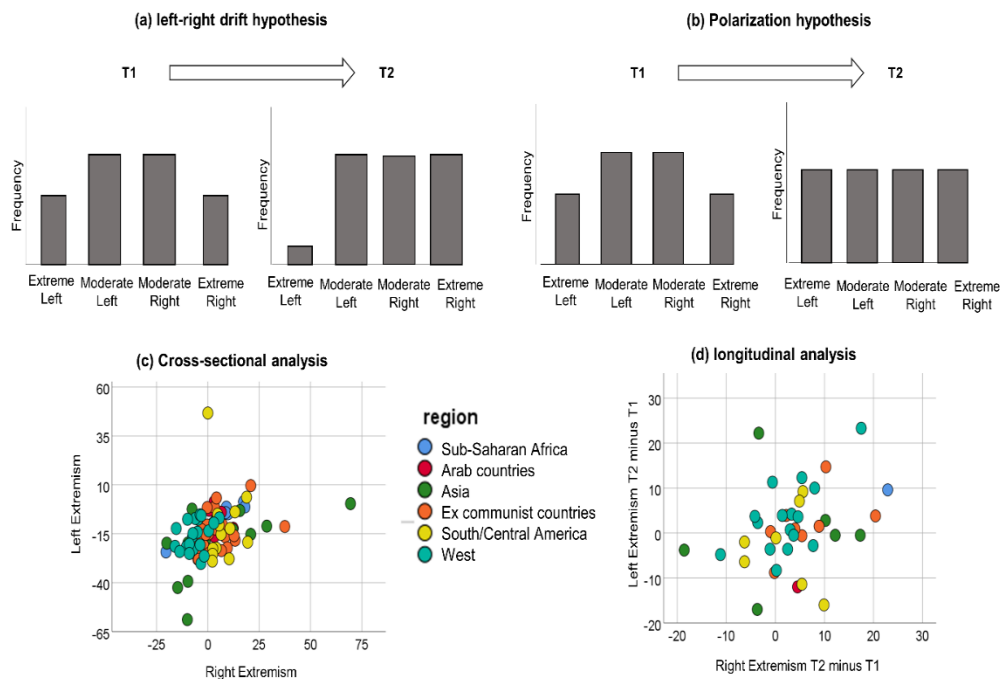 (a) left-right drift hypothesis
T1
T2
Frequency
Extreme
Left
Moderate
Left
Moderate
Right
Extreme
Right
Frequency
Extreme
Left
Moderate
Left
Moderate
Right
Extreme
Right
(b) Polarization hypothesis
T1
T2
Frequency
Extreme
Left
Moderate
Left
Moderate
Right
Extreme
Right
Frequency
Extreme
Left
Moderate
Left
Moderate
Right
Extreme
Right
(c) Cross-sectional analysis
Left Extremism
60
35
10
-15
-40
-65
-25
0
25
50
75
Right Extremism
region
Sub-Saharan Africa
Arab countries
Asia
Ex communist countries
South/Central America
West
(d) longitudinal analysis
Left Extremism T2 minus T1
30
20
10
0
-10
-20
-20
-10
0
10
20
30
Right Extremism T2 minus T1